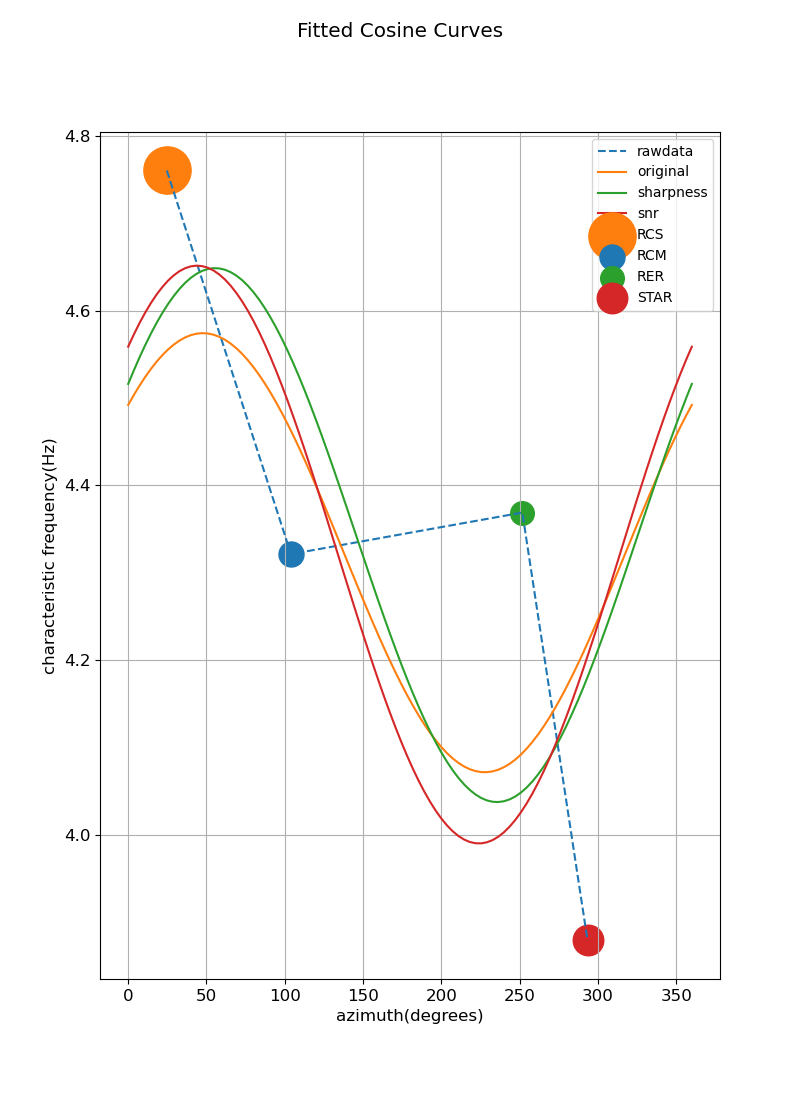 Fitted Cosine Curves
4.8
4.6
4.4
4.2
4.0
characteristic frequency(Hz)
rawdata
original
sharpness
snr
RCS
RCM
RER
STAR
0 50 100 150 200 250 300 350
azimuth(degrees)